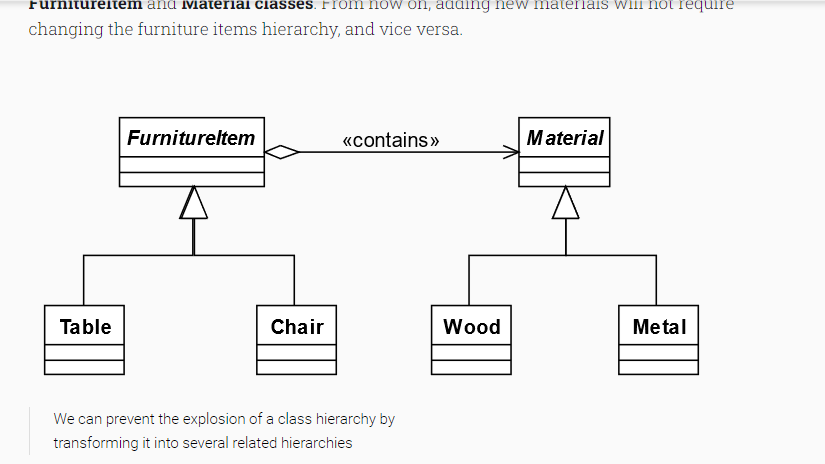 FurnitureItem and Material classes. From now on, adding new materials will not require
changing the furniture items hierarchy, and vice versa.
FurnitureItem
«contains»
Material
Table
Chair
Wood
Metal
We can prevent the explosion of a class hierarchy by
transforming it into several related hierarchies